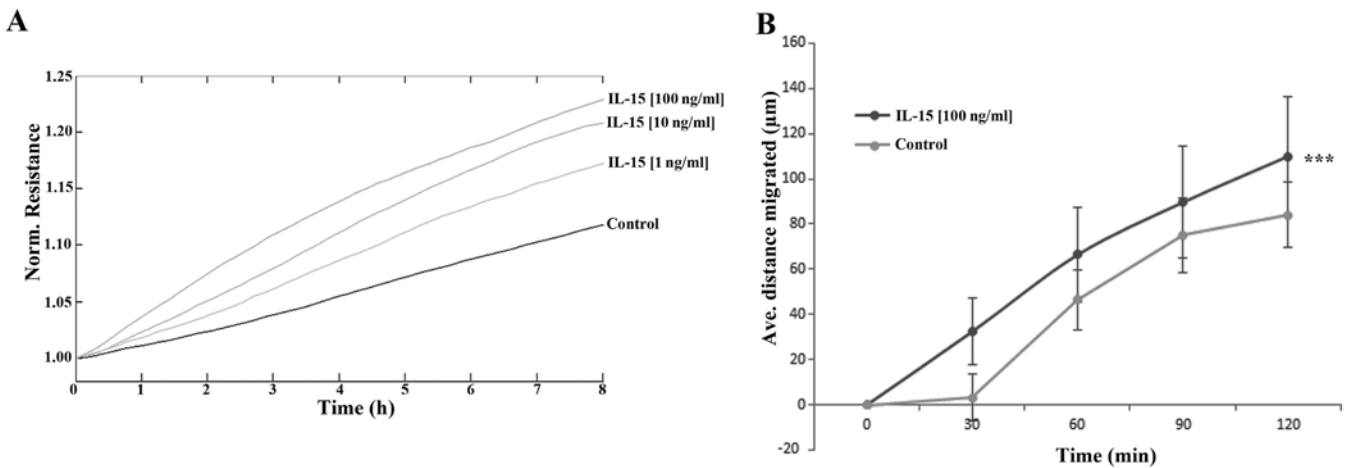 A
Norm. Resistance
1.25
1.20
1.15
1.10
1.05
1.00
0 1 2 3 4 5 6 7 8
Time (h)
IL-15 [100 ng/ml]
IL-15 [10 ng/ml]
IL-15 [1 ng/ml]
Control
B
Ave. distance migrated (µm)
160
140
120
100
80
60
40
20
0
-20
0 30 60 90 120
Time (min)
IL-15 [100 ng/ml]
Control
***